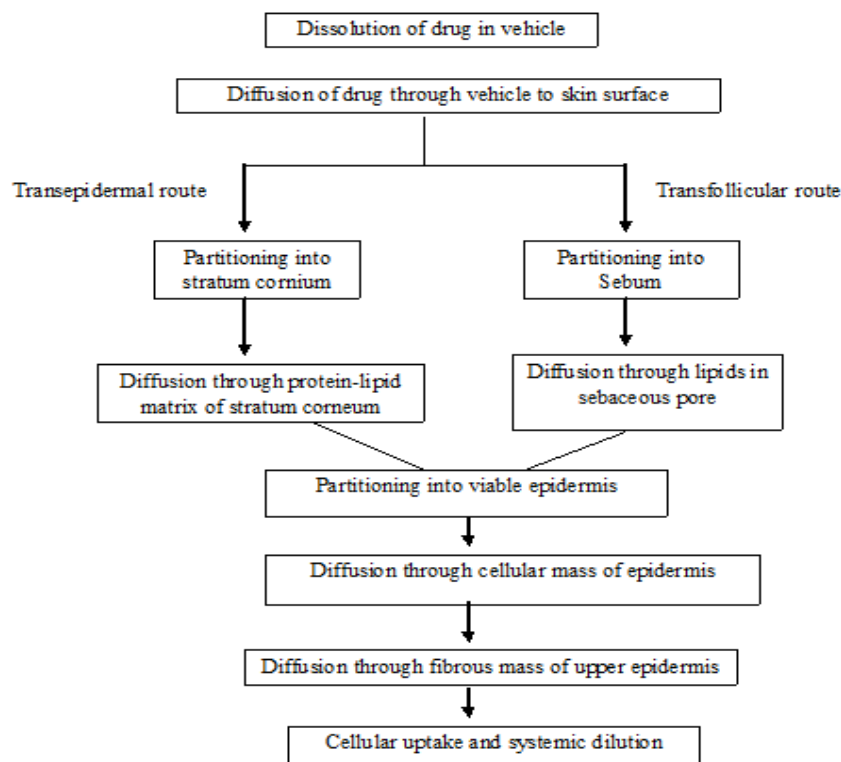 Dissolution of drug in vehicle
Diffusion of drug through vehicle to skin surface
Transepidermal route
Transfollicular route
Partitioning into
stratum cornium
Partitioning into
Sebum
Diffusion through protein-lipid
matrix of stratum corneum
Diffusion through lipids in
sebaceous pore
Partitioning into viable epidermis
Diffusion through cellular mass of epidermis
Diffusion through fibrous mass of upper epidermis
Cellular uptake and systemic dilution